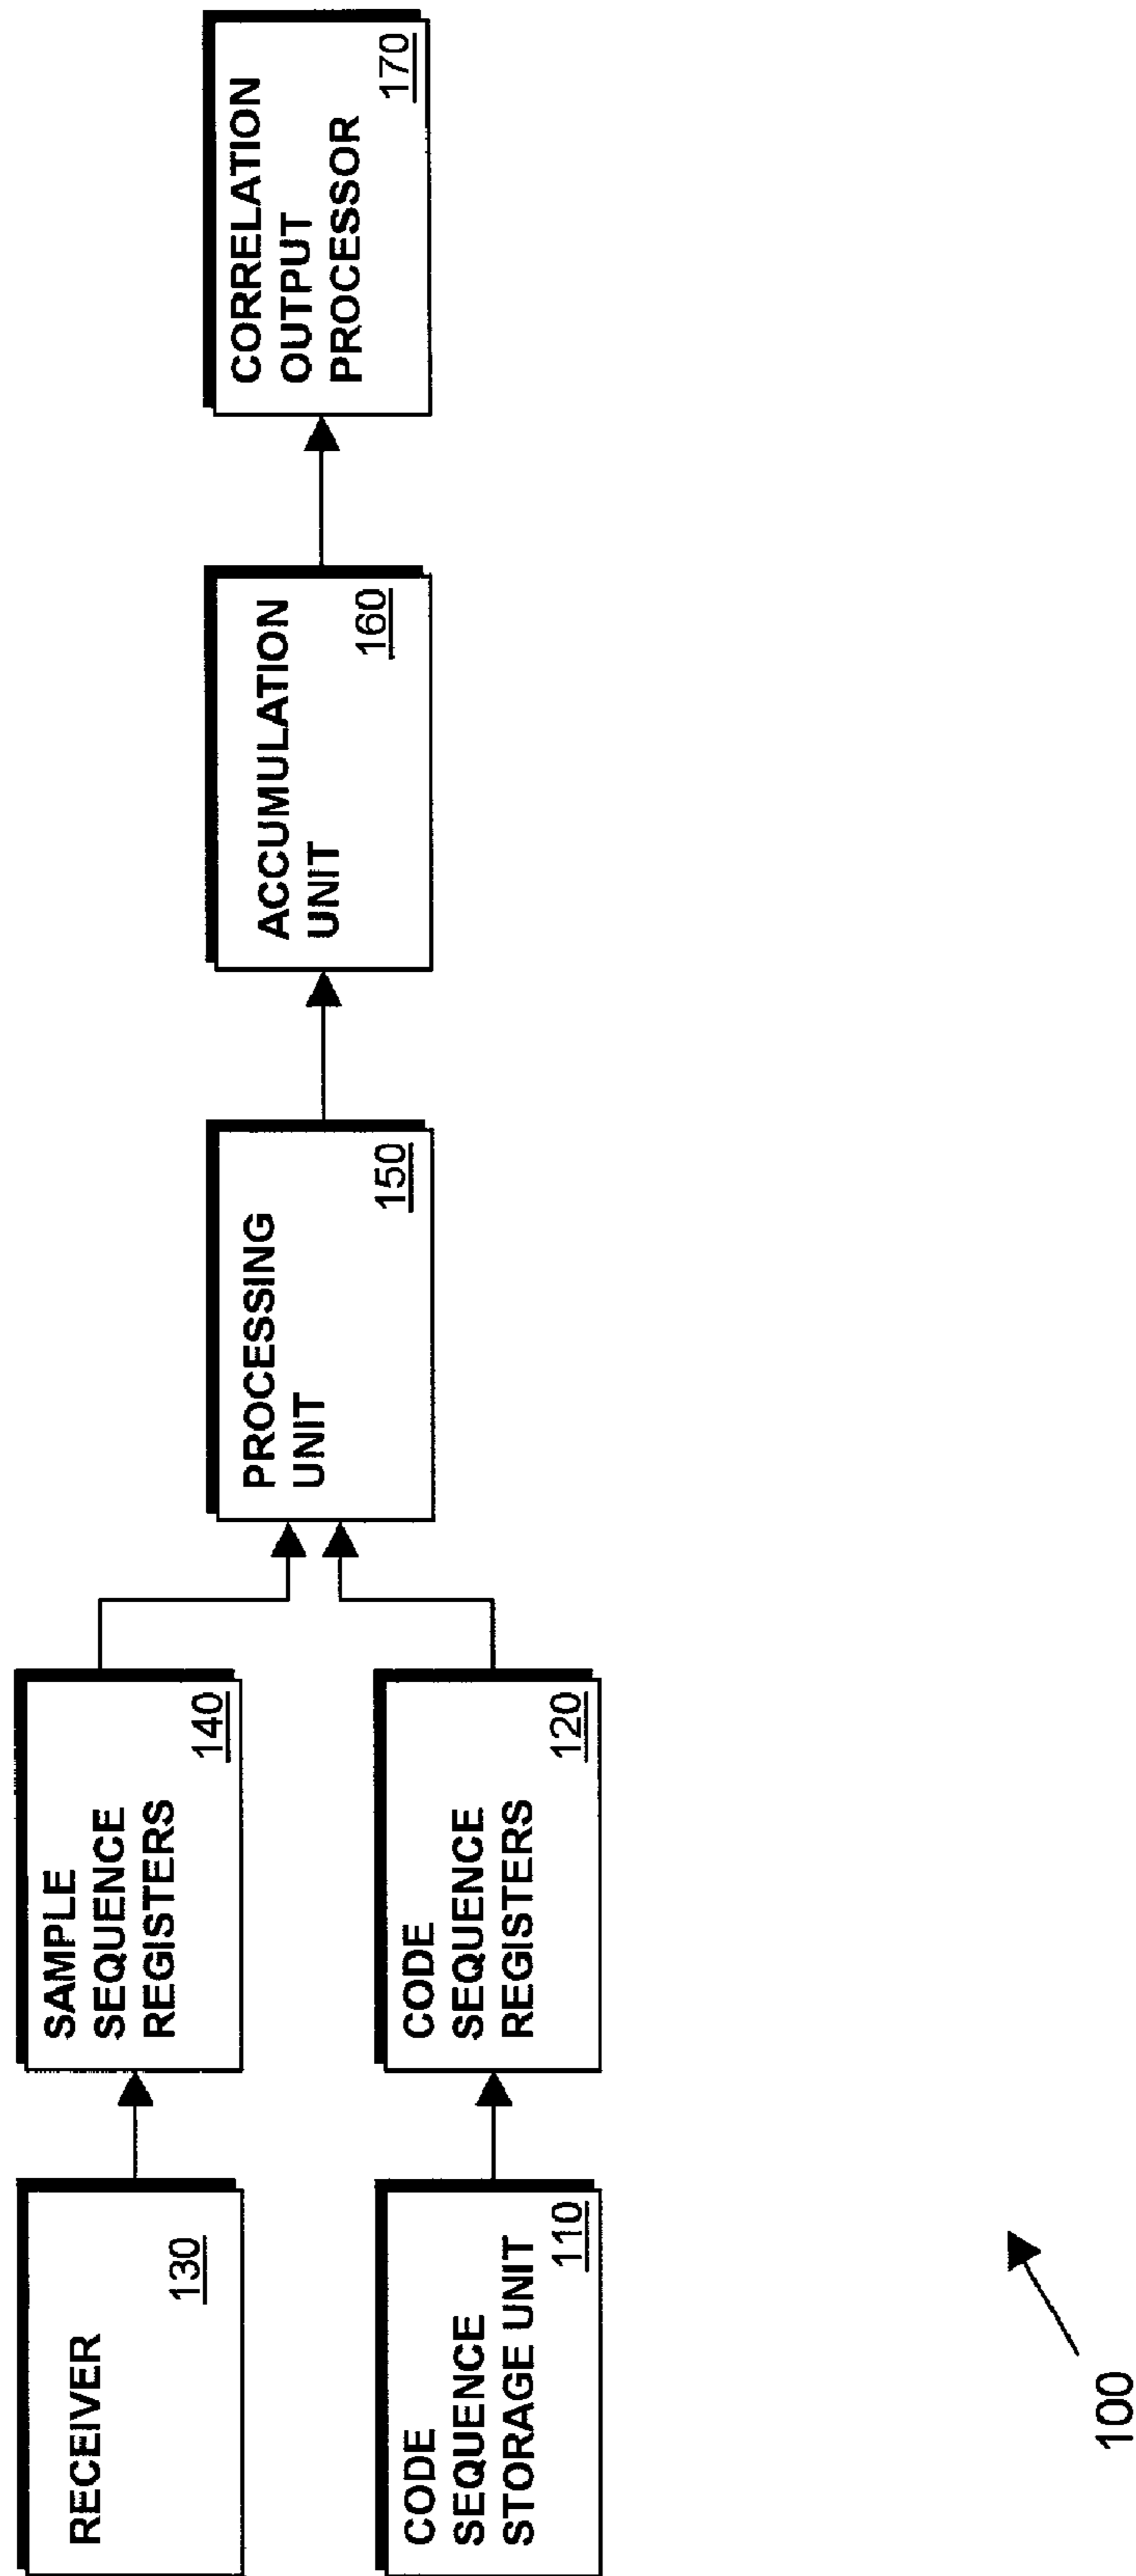 RECEIVER
130
SAMPLE
SEQUENCE
REGISTERS
140
CODE
SEQUENCE
STORAGE UNIT
110
CODE
SEQUENCE
REGISTERS
120
PROCESSING
UNIT
150
ACCUMULATION
UNIT
160
CORRELATION
OUTPUT
PROCESSOR
170
100